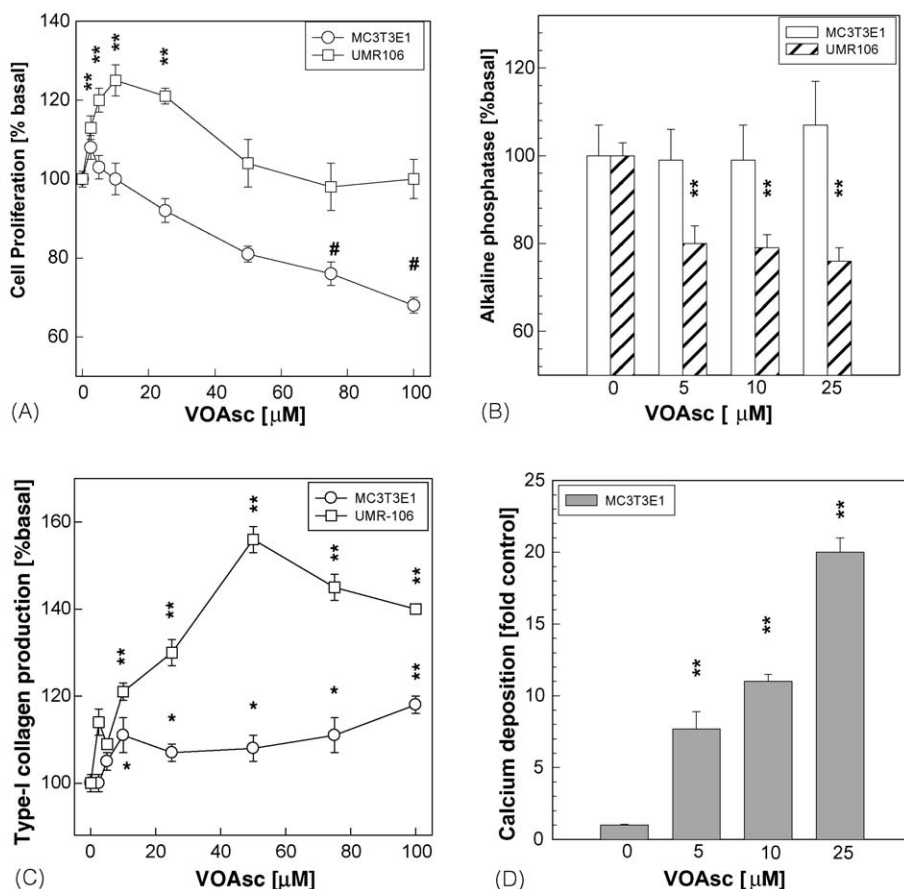 140
120
100
80
60
Cell Proliferation [% basal]
** ** ** **
# #
MC3T3E1
UMR106
0 20 40 60 80 100
VOAsc [μM]
(A)
120
100
80
60
Alkaline phosphatase [%basal]
** ** **
MC3T3E1
UMR106
0 5 10 25
VOAsc [ μM]
(B)
160
140
120
100
Type-I collagen production [%basal]
** ** ** ** **
* * * * **
MC3T3E1
UMR-106
0 20 40 60 80 100
VOAsc [μM]
(C)
25
20
15
10
5
0
Calcium deposition [fold control]
** ** **
MC3T3E1
0 5 10 25
VOAsc [ μM]
(D)